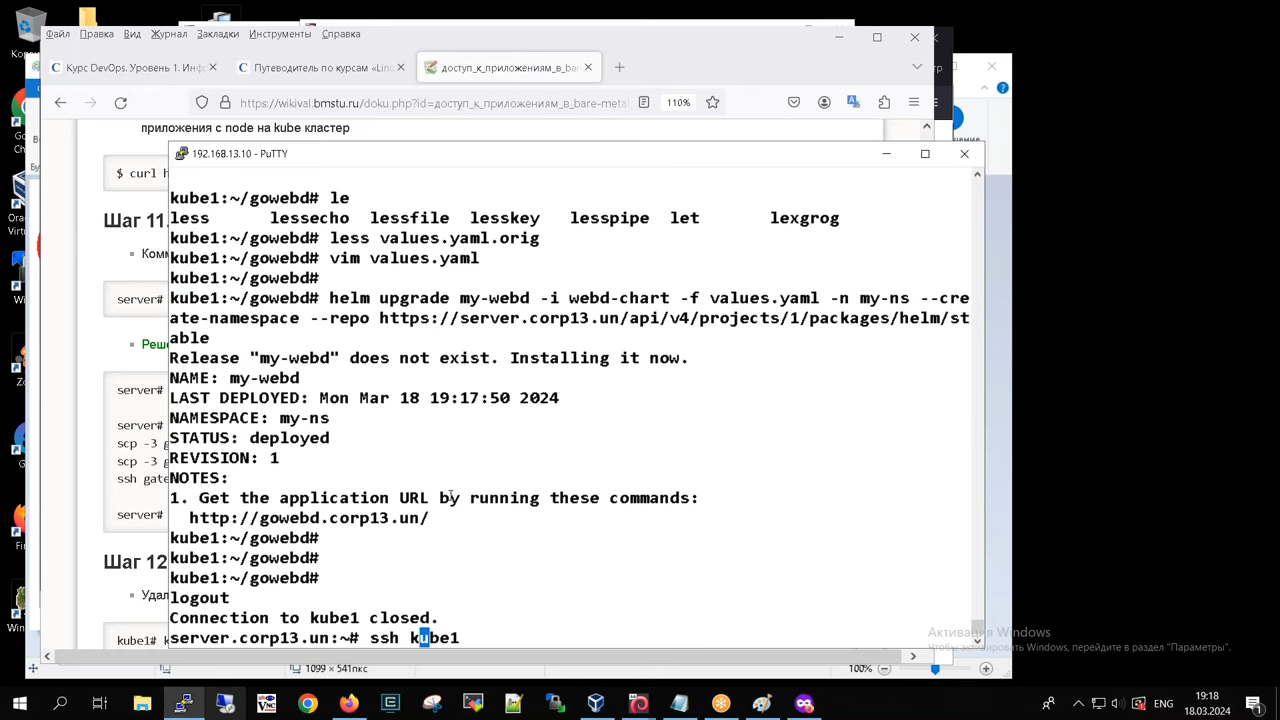 Файл Правка Вид Журнал Закладки Инструменты Справка
Курс DevOps. Уровень 1. Инфо
Путеводитель по курсам «Linu
доступ_к_приложениям_в_bar
https://val.bmstu.ru/doku.php?id=доступ_к_приложениям_в_bare-metal
110%
приложения с node на kube кластер
192.168.13.10 - PuTTY
$ curl h
kube1:~/gowebd# le
less lessecho lessfile lesskey lesspipe let lexgrog
Шаг 11
kube1:~/gowebd# less values.yaml.orig
Комм
kube1:~/gowebd# vim values.yaml
kube1:~/gowebd#
server#
kube1:~/gowebd# helm upgrade my-webd -i webd-chart -f values.yaml -n my-ns --cre
ate-namespace --repo https://server.corp13.un/api/v4/projects/1/packages/helm/st
able
Реше
Release "my-webd" does not exist. Installing it now.
NAME: my-webd
server#
LAST DEPLOYED: Mon Mar 18 19:17:50 2024
NAMESPACE: my-ns
server#
STATUS: deployed
scp -3 g
REVISION: 1
scp -3 g
NOTES:
ssh gate
1. Get the application URL by running these commands:
server#
http://gowebd.corp13.un/
kube1:~/gowebd#
kube1:~/gowebd#
Шаг 12
kube1:~/gowebd#
logout
Удал
Connection to kube1 closed.
server.corp13.un:~# ssh kube1
kube1# k
Активация Windows
Чтобы активировать Windows, перейдите в раздел "Параметры".
1099 × 541пкс
100%
ENG
19:18
18.03.2024